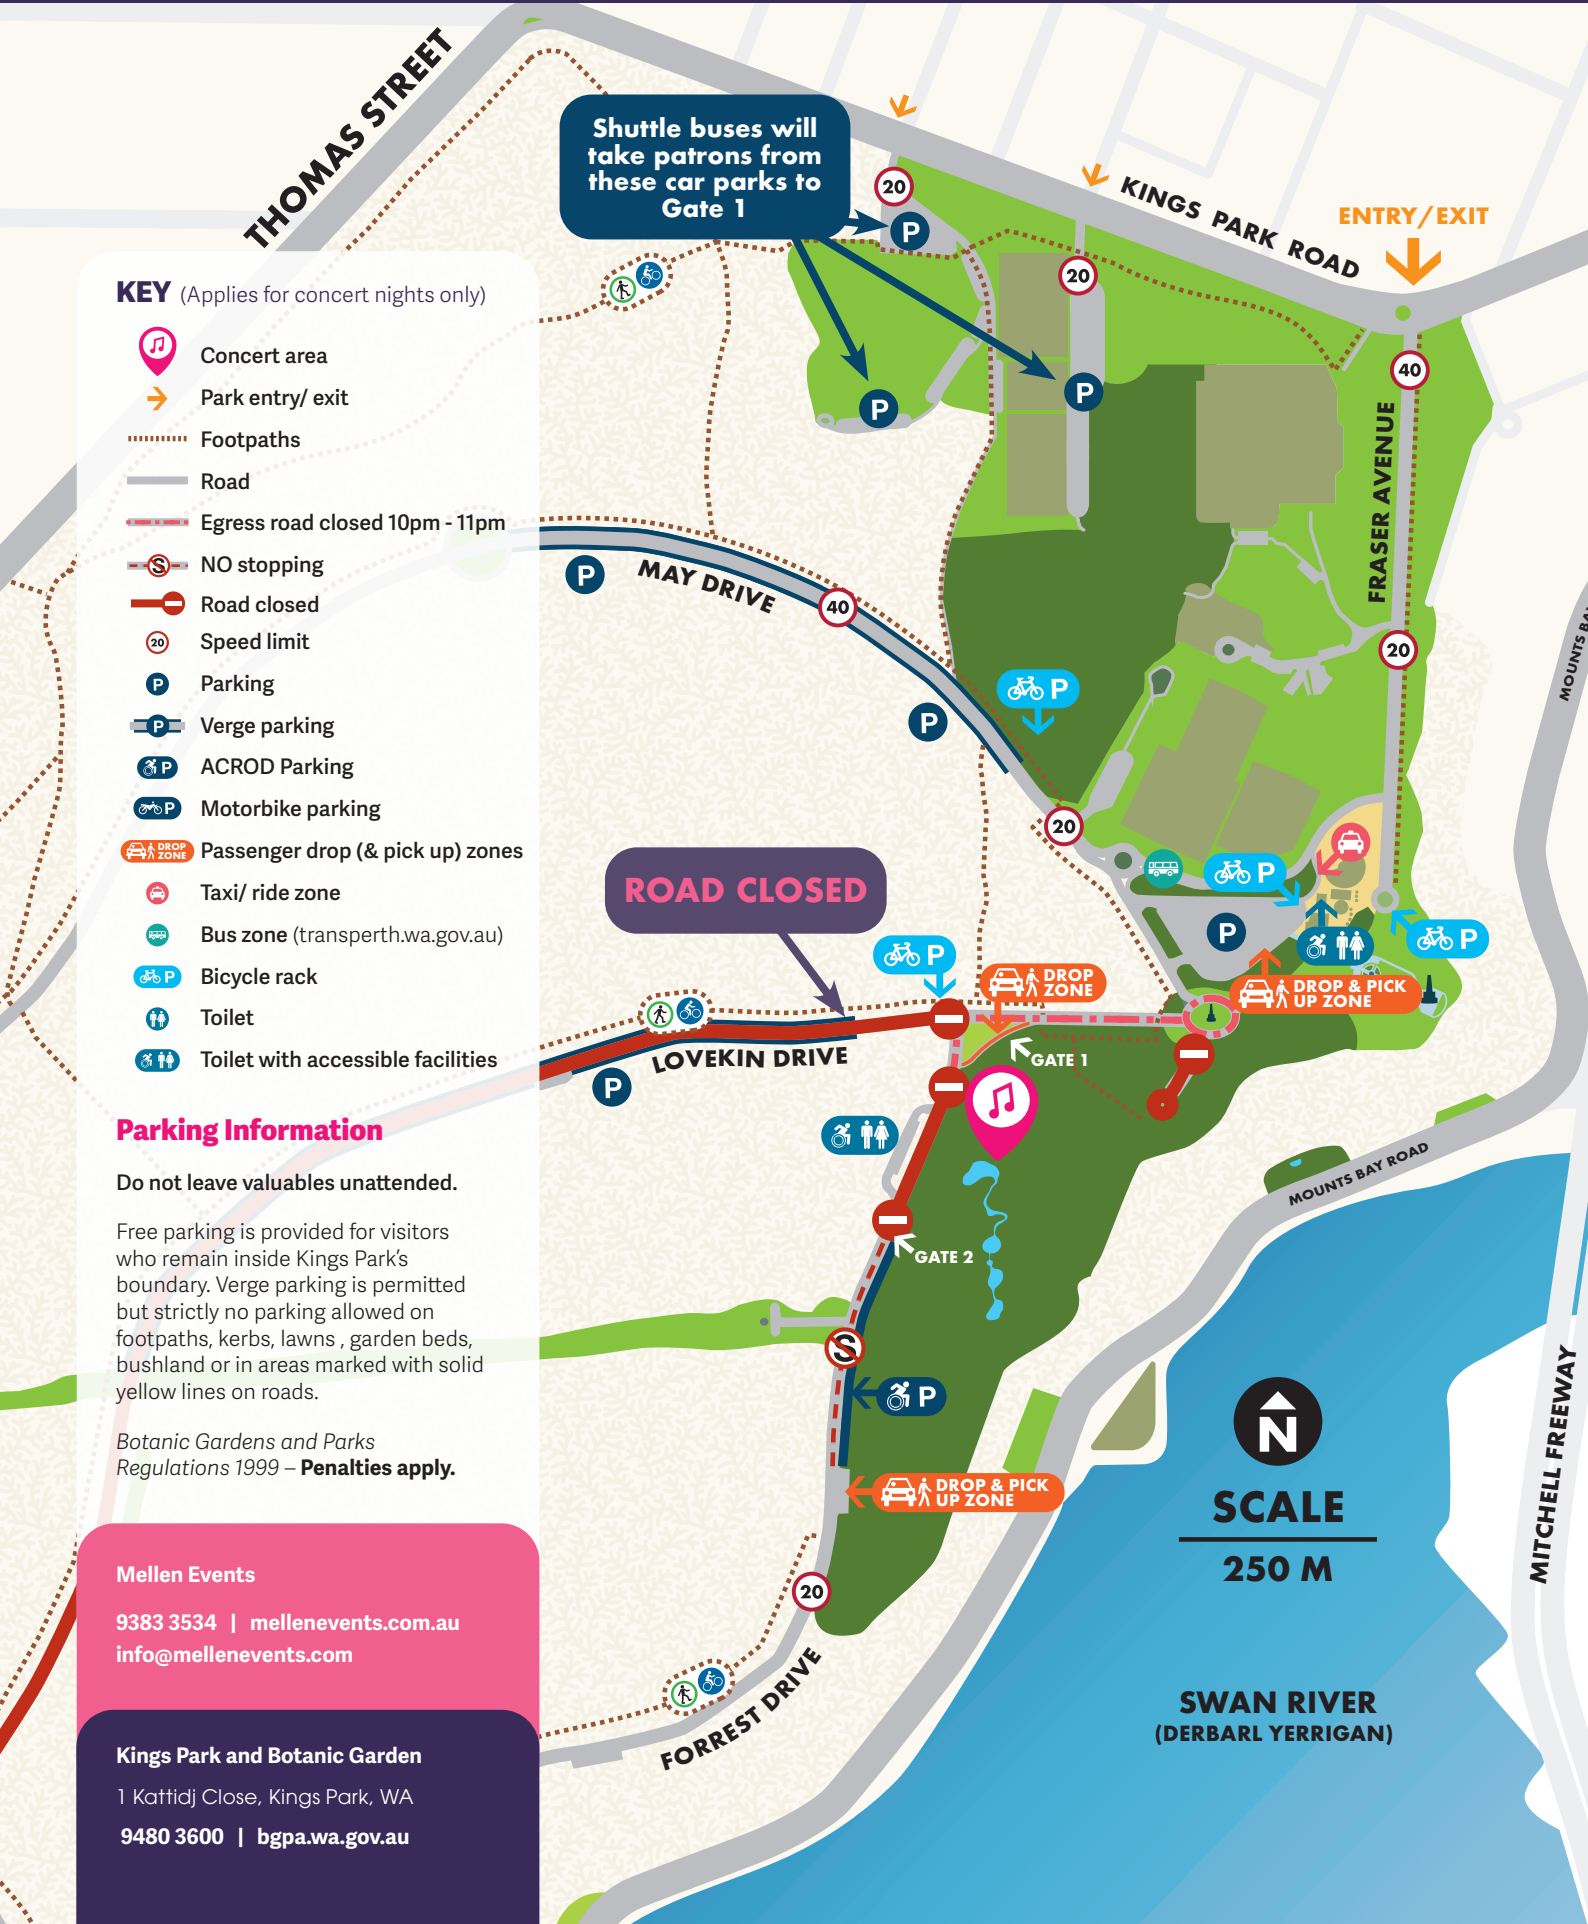 THOMAS STREET
Shuttle buses will
take patrons from
these car parks to
Gate 1
20
P
KINGS PARK ROAD
ENTRY/EXIT
20
40
P
P
FRASER AVENUE
KEY (Applies for concert nights only)
Concert area
Park entry/ exit
Footpaths
Road
Egress road closed 10pm - 11pm
S NO stopping
Road closed
20 Speed limit
P Parking
P Verge parking
P ACROD Parking
P Motorbike parking
DROP
ZONE Passenger drop (& pick up) zones
Taxi/ ride zone
Bus zone (transperth.wa.gov.au)
P Bicycle rack
Toilet
Toilet with accessible facilities
Parking Information
Do not leave valuables unattended.
Free parking is provided for visitors
who remain inside Kings Park's
boundary. Verge parking is permitted
but strictly no parking allowed on
footpaths, kerbs, lawns , garden beds,
bushland or in areas marked with solid
yellow lines on roads.
Botanic Gardens and Parks
Regulations 1999 – Penalties apply.
Mellen Events
9383 3534 | mellenevents.com.au
info@mellenevents.com
Kings Park and Botanic Garden
1 Kattidj Close, Kings Park, WA
9480 3600 | bgpa.wa.gov.au
P
MAY DRIVE
40
20
MOUNTS BA
P
P
20
ROAD CLOSED
P
P
P
P
DROP
ZONE
DROP & PICK
UP ZONE
LOVEKIN DRIVE
GATE 1
P
MOUNTS BAY ROAD
GATE 2
S
P
DROP & PICK
UP ZONE
N
SCALE
250 M
MITCHELL FREEWAY
20
FORREST DRIVE
SWAN RIVER
(DERBARL YERRIGAN)